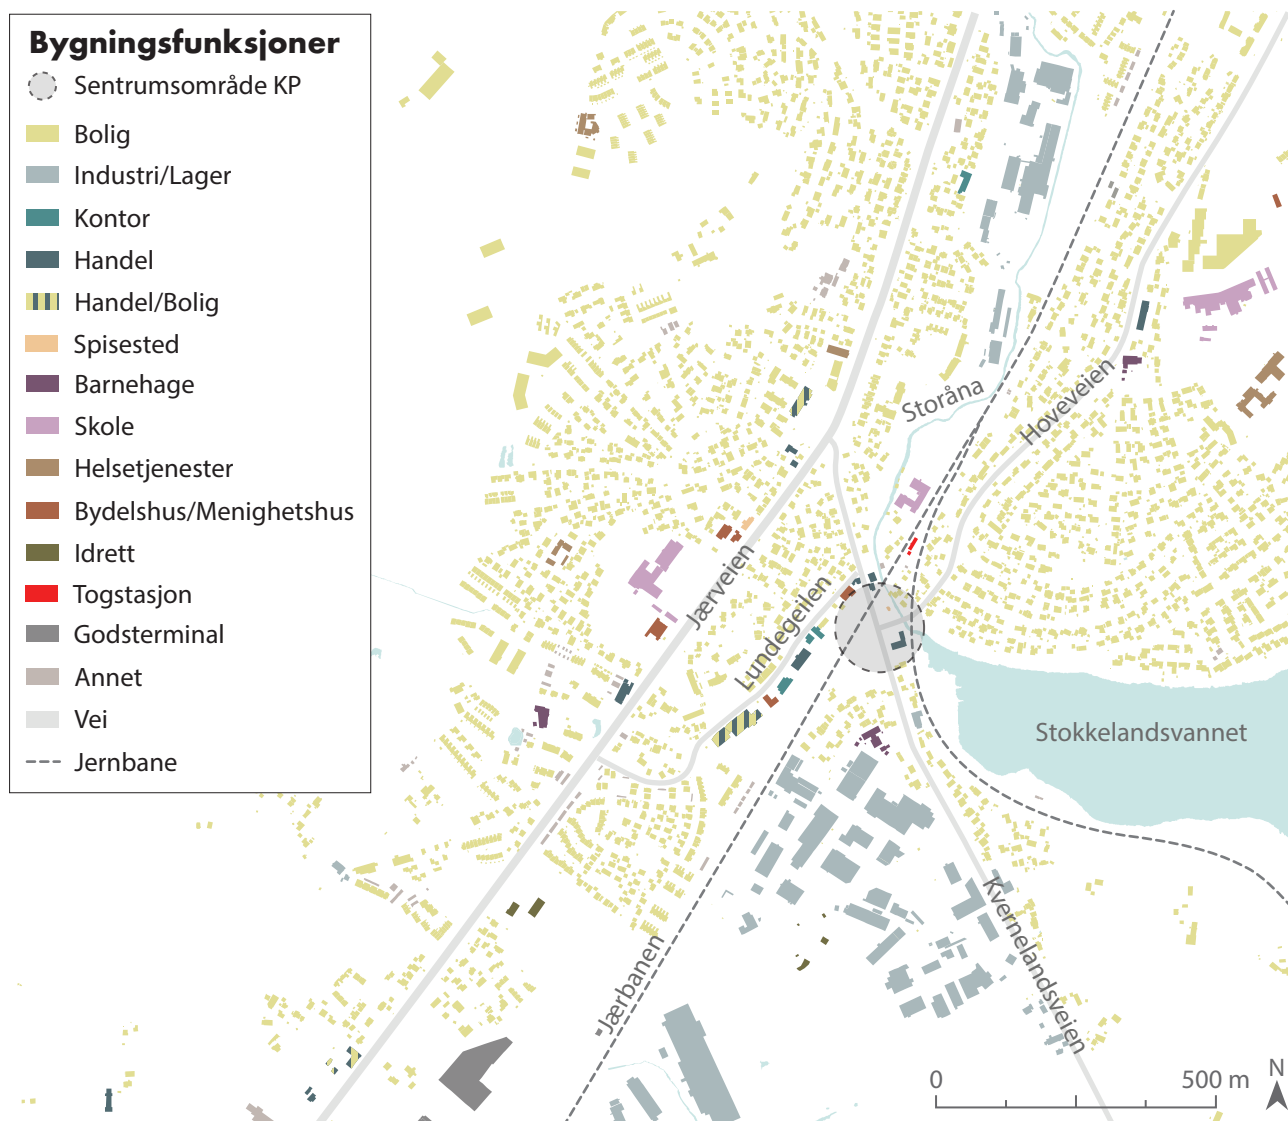 Bygningsfunksjoner
Sentrumsområde KP
Bolig
Industri/Lager
Kontor
Handel
Handel/Bolig
Spisested
Barnehage
Skole
Helsetjenester
Bydelshus/Menighetshus
Idrett
Togstasjon
Godsterminal
Annet
Vei
Jernbane
Storåna
Hoveveien
Jærveien
Lundegeilen
Stokkelandsvannet
Kvernelandsveien
Jærbanen
0 500 m
N